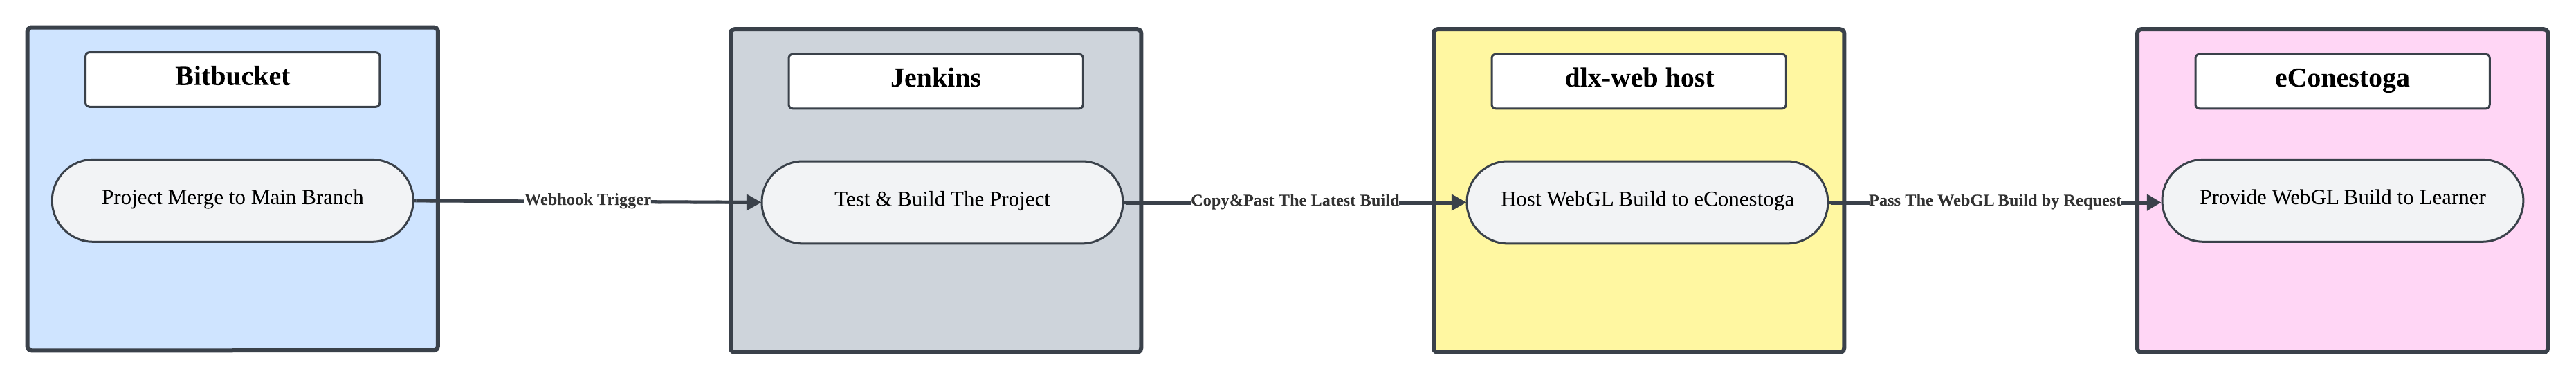 Bitbucket
Project Merge to Main Branch
Webhook Trigger
Jenkins
Test & Build The Project
Copy&Past The Latest Build
dlx-web host
Host WebGL Build to eConestoga
Pass The WebGL Build by Request
eConestoga
Provide WebGL Build to Learner